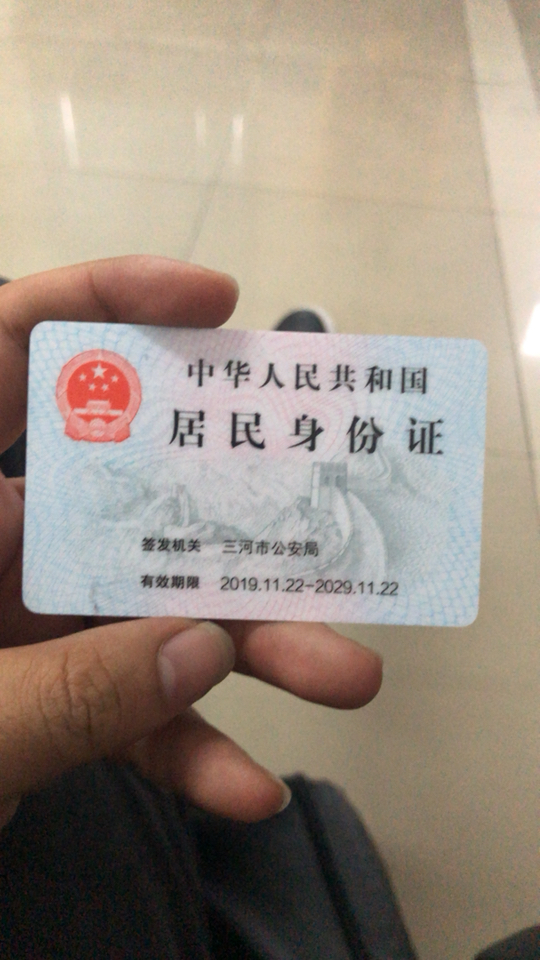 中华人民共和国
居民身份证
签发机关 三河市公安局
有效期限 2019.11.22-2029.11.22